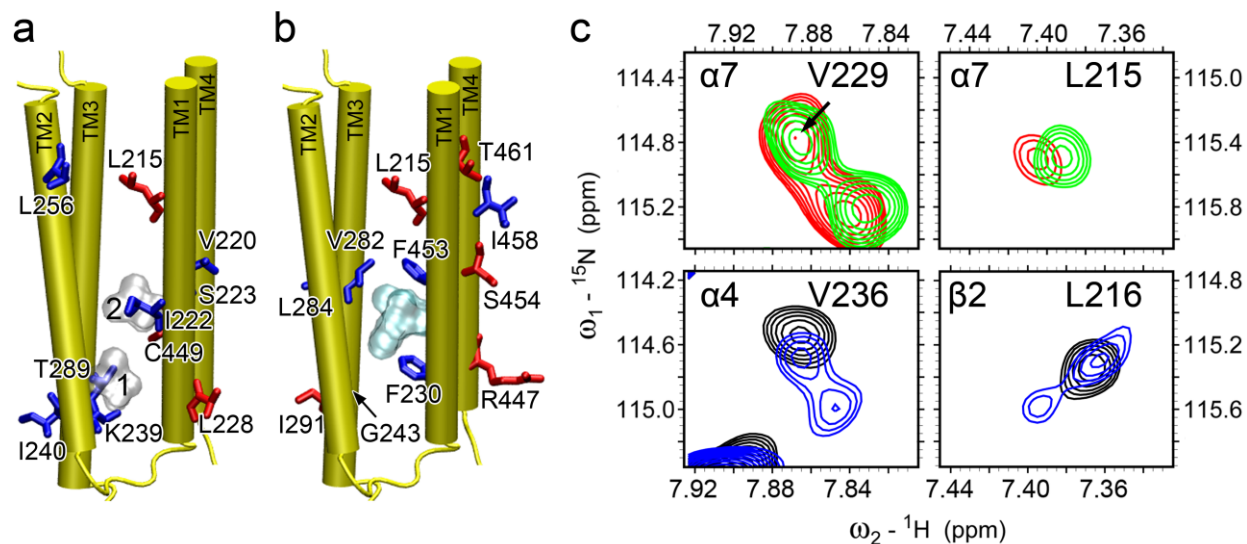 a
TM2
TM3
TM1
TM4
L215
L256
V220
S223
2
I222
C449
T289
1
L228
I240
K239
b
TM2
TM3
TM1
TM4
L215
T461
V282
F453
I458
L284
S454
F230
R447
I291
G243
c
7.92 7.88 7.84
7.44 7.40 7.36
α7 V229
α7 L215
114.4
114.8
115.2
115.0
115.4
115.8
α4 V236
β2 L216
114.2
114.6
115.0
114.8
115.2
115.6
7.92 7.88 7.84
7.44 7.40 7.36
ω1 - 15N (ppm)
ω2 - 1H (ppm)